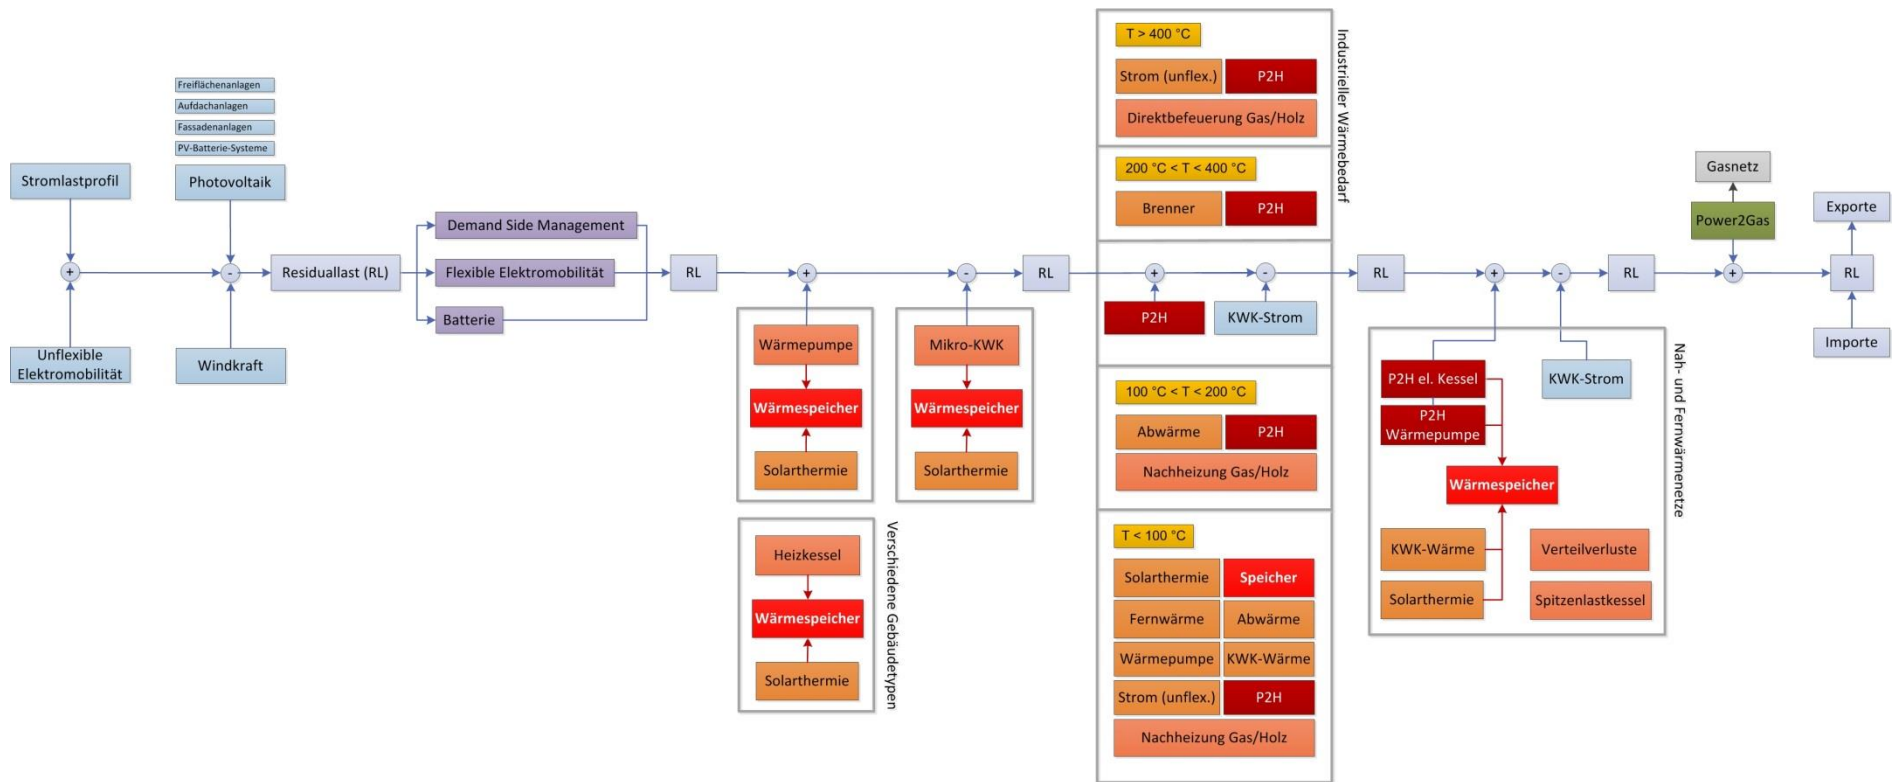 Freiflächenanlagen
Aufdachanlagen
Fassadenanlagen
PV-Batterie-Systeme
Stromlastprofil
Photovoltaik
+
-
Residuallast (RL)
Unflexible
Elektromobilität
Windkraft
Demand Side Management
Flexible Elektromobilität
Batterie
RL
+
-
RL
Wärmepumpe
Wärmespeicher
Solarthermie
Mikro-KWK
Wärmespeicher
Solarthermie
Heizkessel
Wärmespeicher
Solarthermie
Verschiedene Gebäudetypen
T > 400 °C
Strom (unflex.)
P2H
Direktbefeuerung Gas/Holz
200 °C < T < 400 °C
Brenner
P2H
Industrieller Wärmebedarf
+
-
P2H
KWK-Strom
100 °C < T < 200 °C
Abwärme
P2H
Nachheizung Gas/Holz
T < 100 °C
Solarthermie
Speicher
Fernwärme
Abwärme
Wärmepumpe
KWK-Wärme
Strom (unflex.)
P2H
Nachheizung Gas/Holz
RL
+
-
RL
P2H el. Kessel
P2H
Wärmepumpe
KWK-Strom
Wärmespeicher
KWK-Wärme
Solarthermie
Verteilverluste
Spitzenlastkessel
Nah- und Fernwärmenetze
Gasnetz
Power2Gas
+
Exporte
RL
Importe